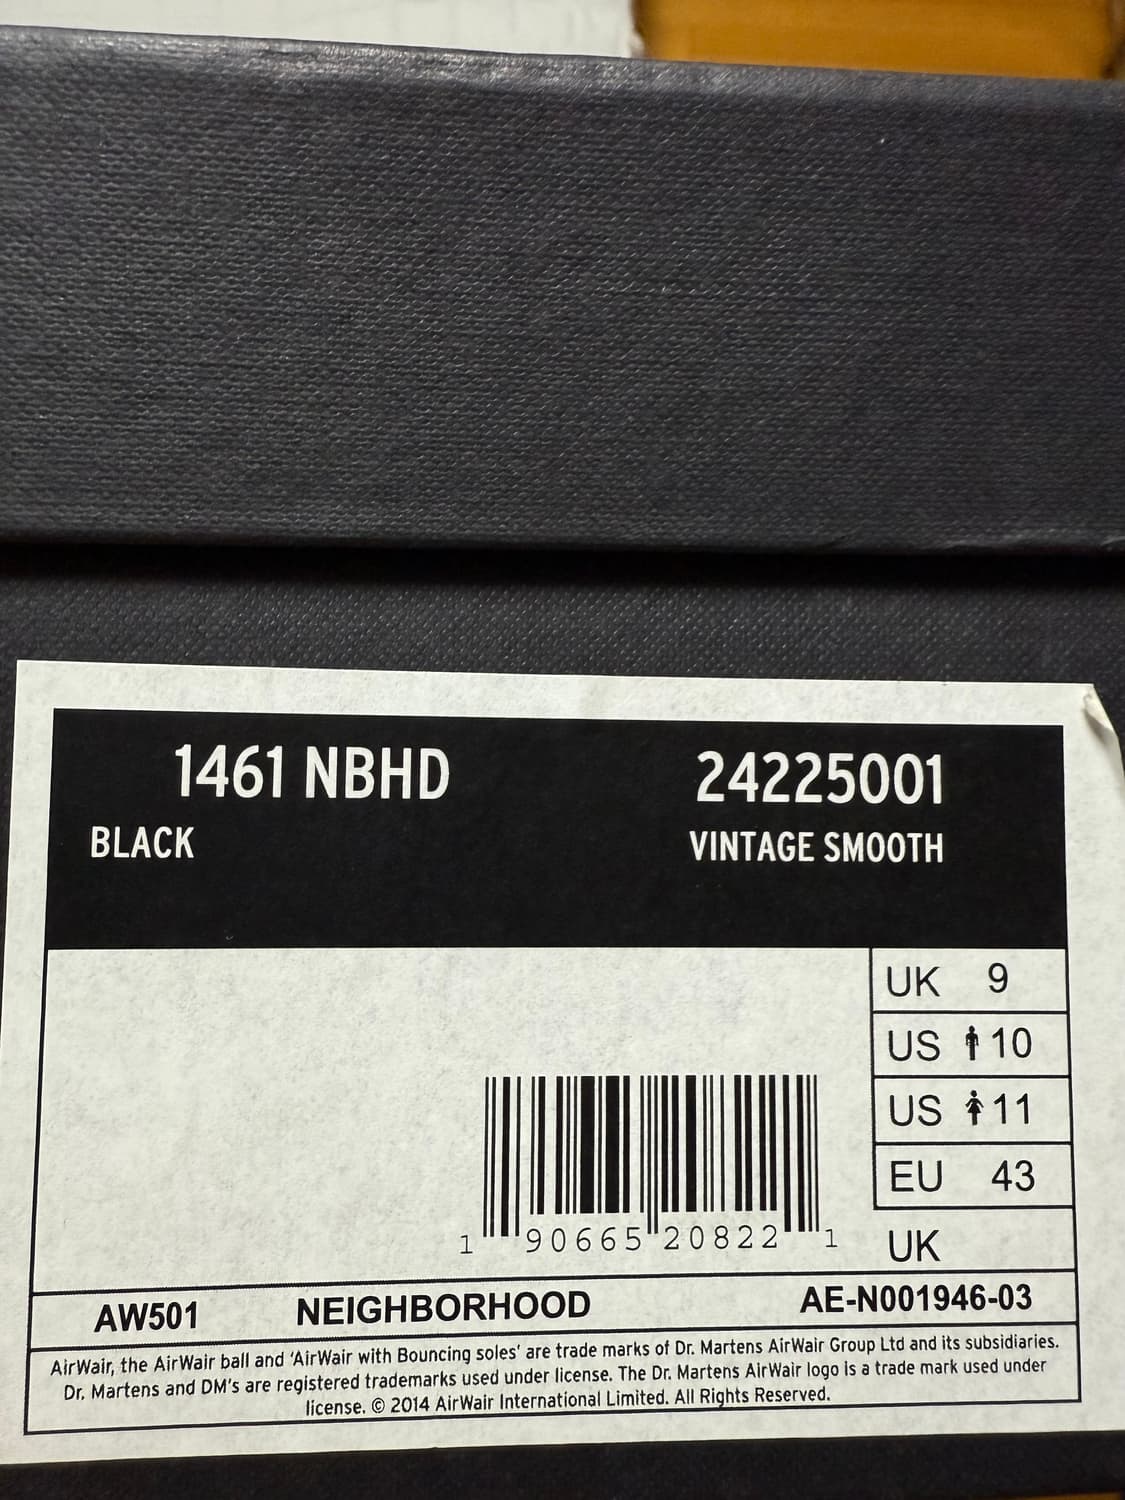 1461 NBHD 24225001
BLACK VINTAGE SMOOTH
UK 9
US 10
US 11
EU 43
1 90665 20822 1
UK
AW501 NEIGHBORHOOD AE-N001946-03
AirWair, the AirWair ball and 'AirWair with Bouncing soles' are trade marks of Dr. Martens AirWair Group Ltd and its subsidiaries.
Dr. Martens and DM's are registered trademarks used under license. The Dr. Martens AirWair logo is a trade mark used under
license. © 2014 AirWair International Limited. All Rights Reserved.